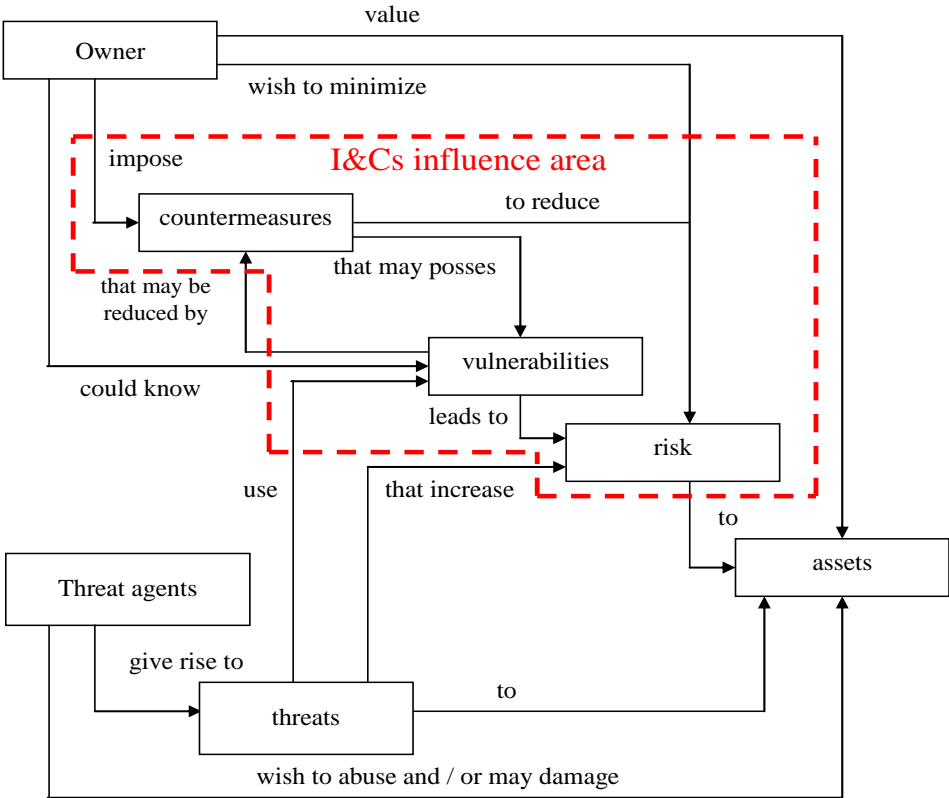 value
Owner
wish to minimize
impose
I&Cs influence area
countermeasures
to reduce
that may posses
that may be
reduced by
vulnerabilities
could know
leads to
risk
use
that increase
to
assets
Threat agents
give rise to
to
threats
wish to abuse and / or may damage